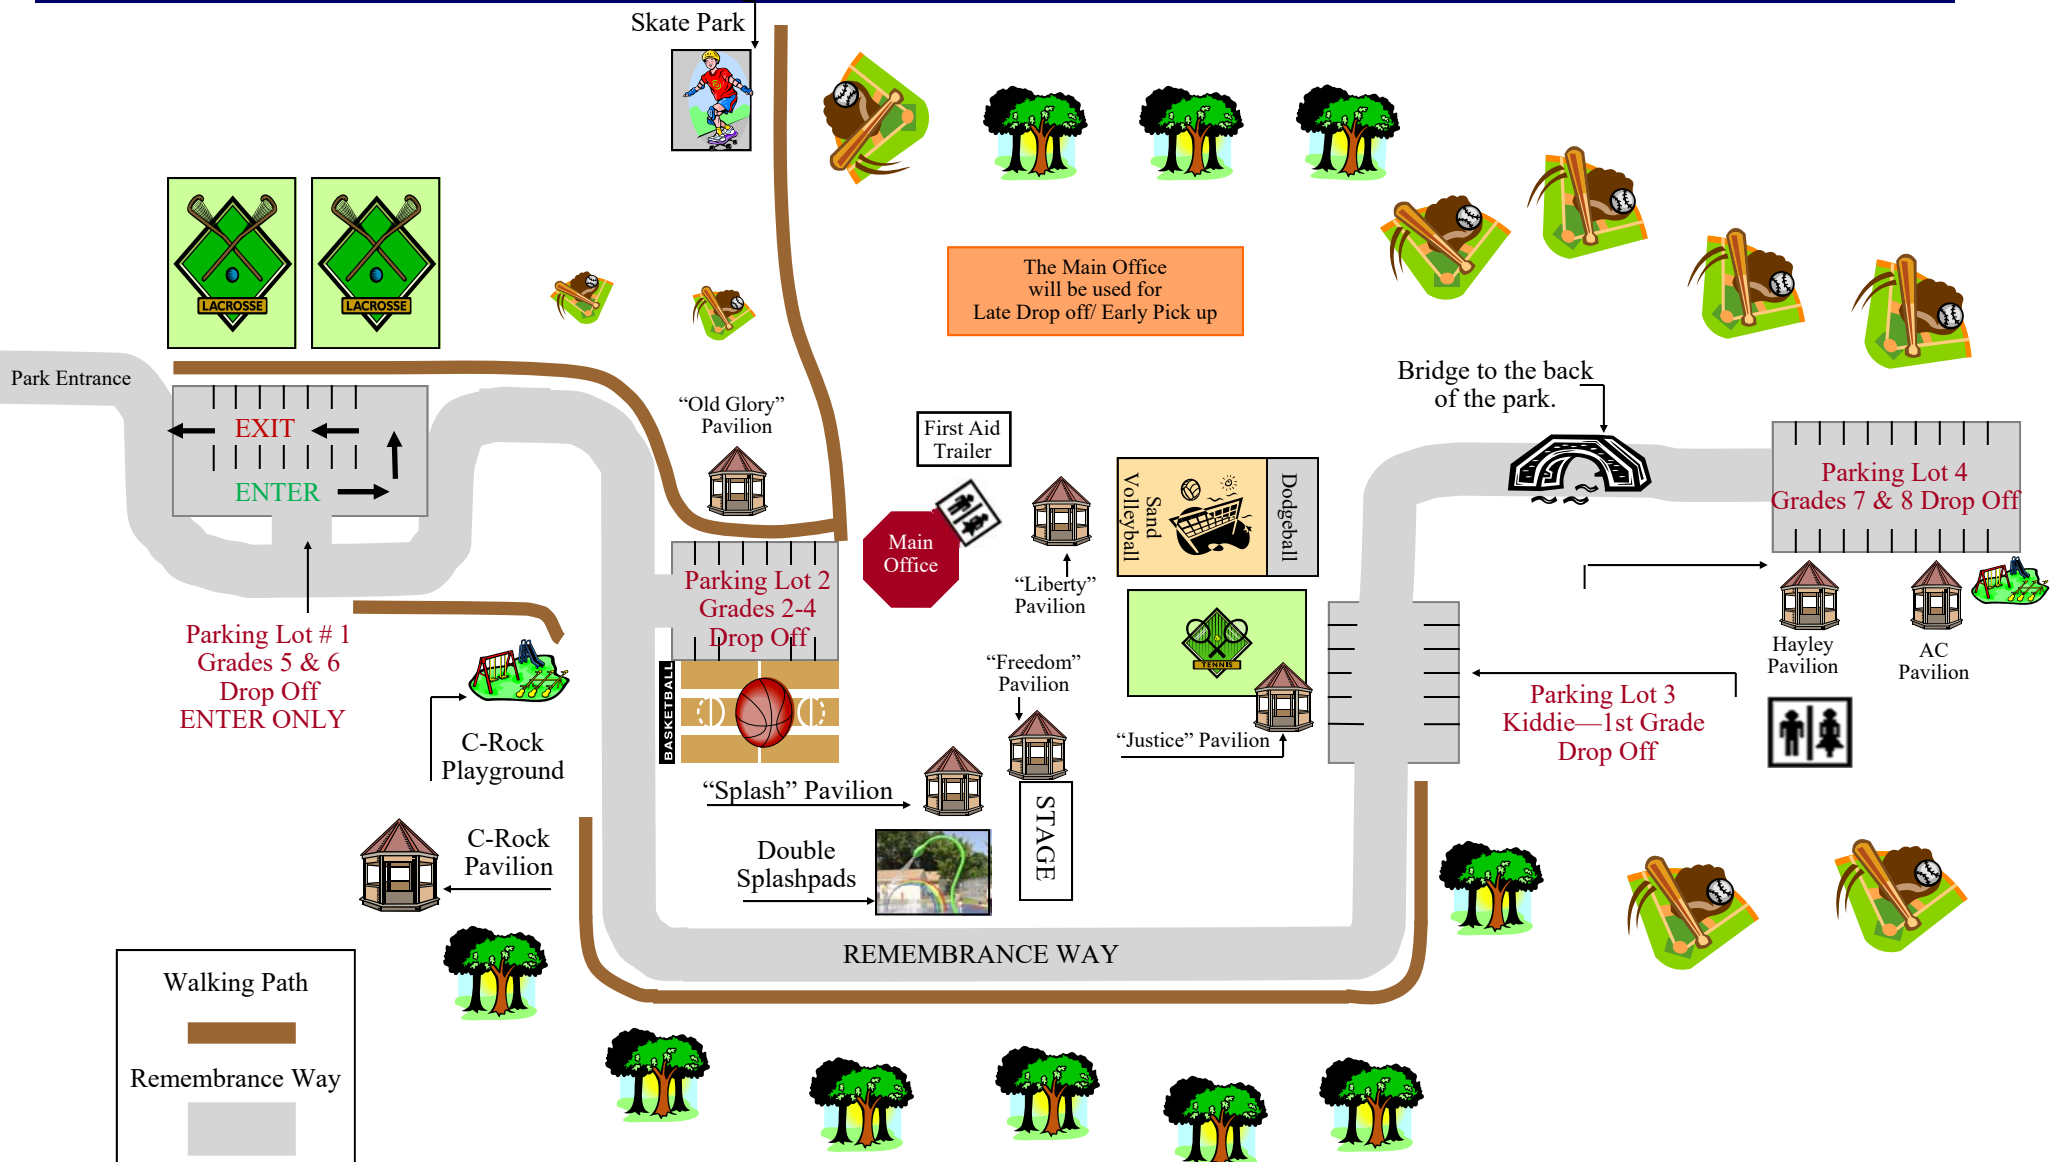 Skate Park
LACROSSE
LACROSSE
The Main Office
will be used for
Late Drop off/ Early Pick up
Park Entrance
EXIT
ENTER
“Old Glory”
Pavilion
First Aid
Trailer
Bridge to the back
of the park.
Parking Lot 4
Grades 7 & 8 Drop Off
Sand
Volleyball
Dodgeball
Main
Office
“Liberty”
Pavilion
Parking Lot 2
Grades 2-4
Drop Off
Parking Lot # 1
Grades 5 & 6
Drop Off
ENTER ONLY
TENNIS
Hayley
Pavilion
AC
Pavilion
“Freedom”
Pavilion
BASKETBALL
Parking Lot 3
Kiddie—1st Grade
Drop Off
C-Rock
Playground
“Justice” Pavilion
“Splash” Pavilion
STAGE
C-Rock
Pavilion
Double
Splashpads
REMEMBRANCE WAY
Walking Path
Remembrance Way